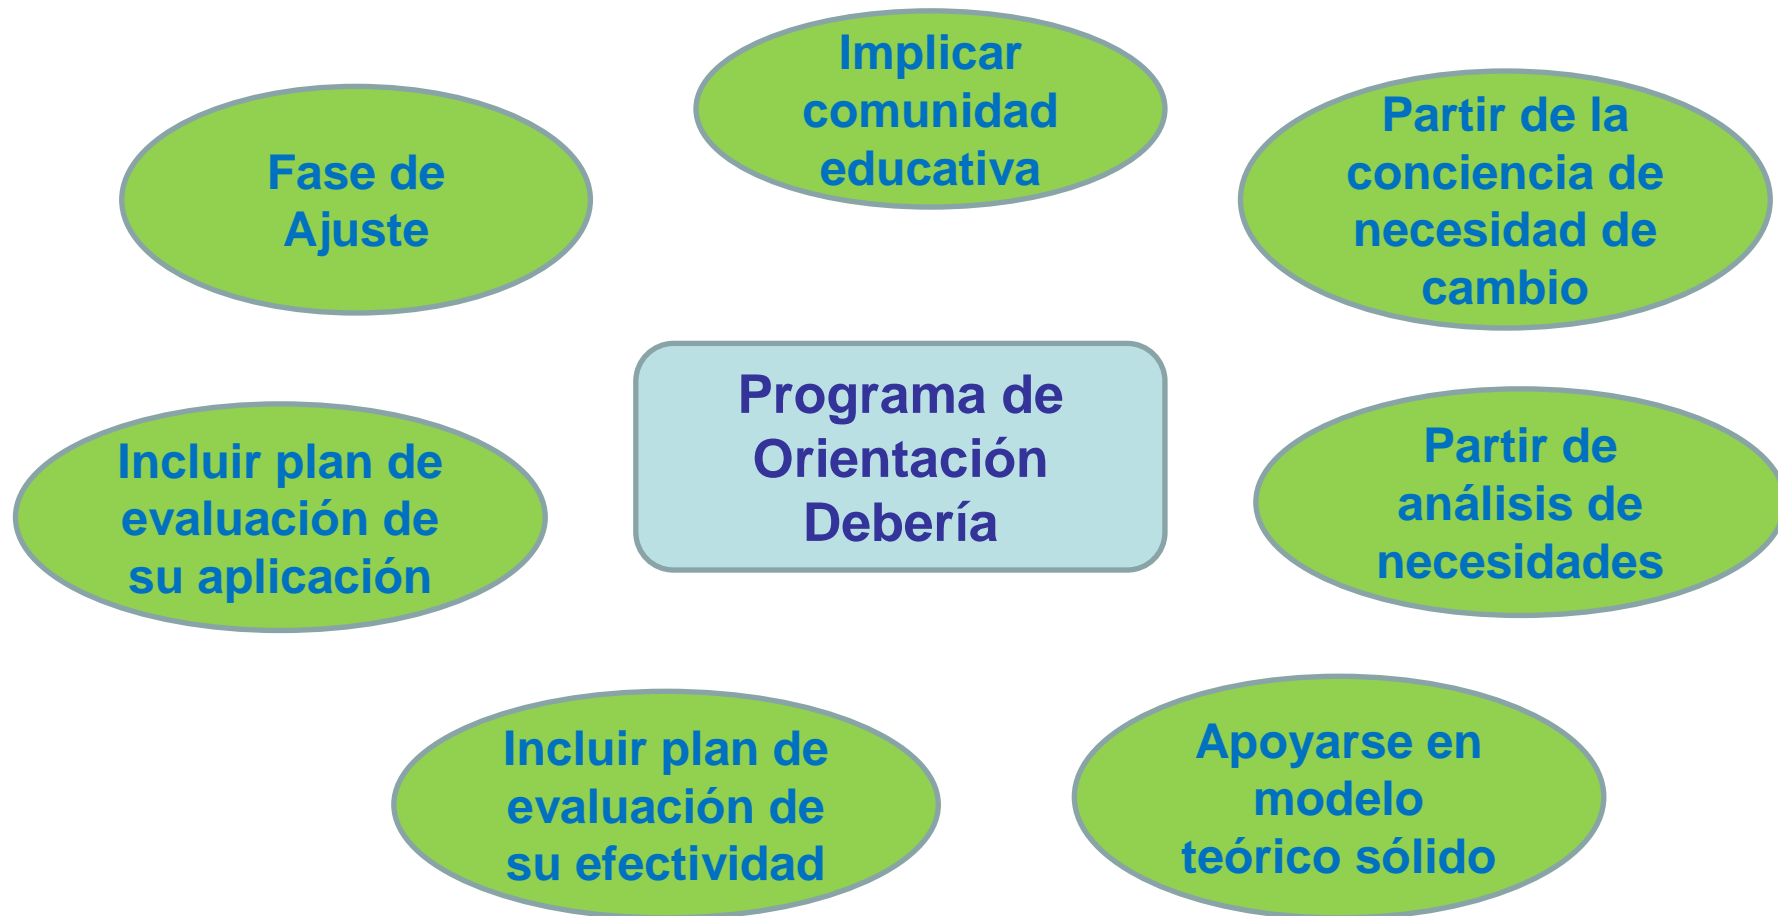 Implicar
comunidad
educativa
Partir de la
conciencia de
necesidad de
cambio
Fase de
Ajuste
Programa de
Orientación
Debería
Partir de
análisis de
necesidades
Incluir plan de
evaluación de
su aplicación
Incluir plan de
evaluación de
su efectividad
Apoyarse en
modelo
teórico sólido